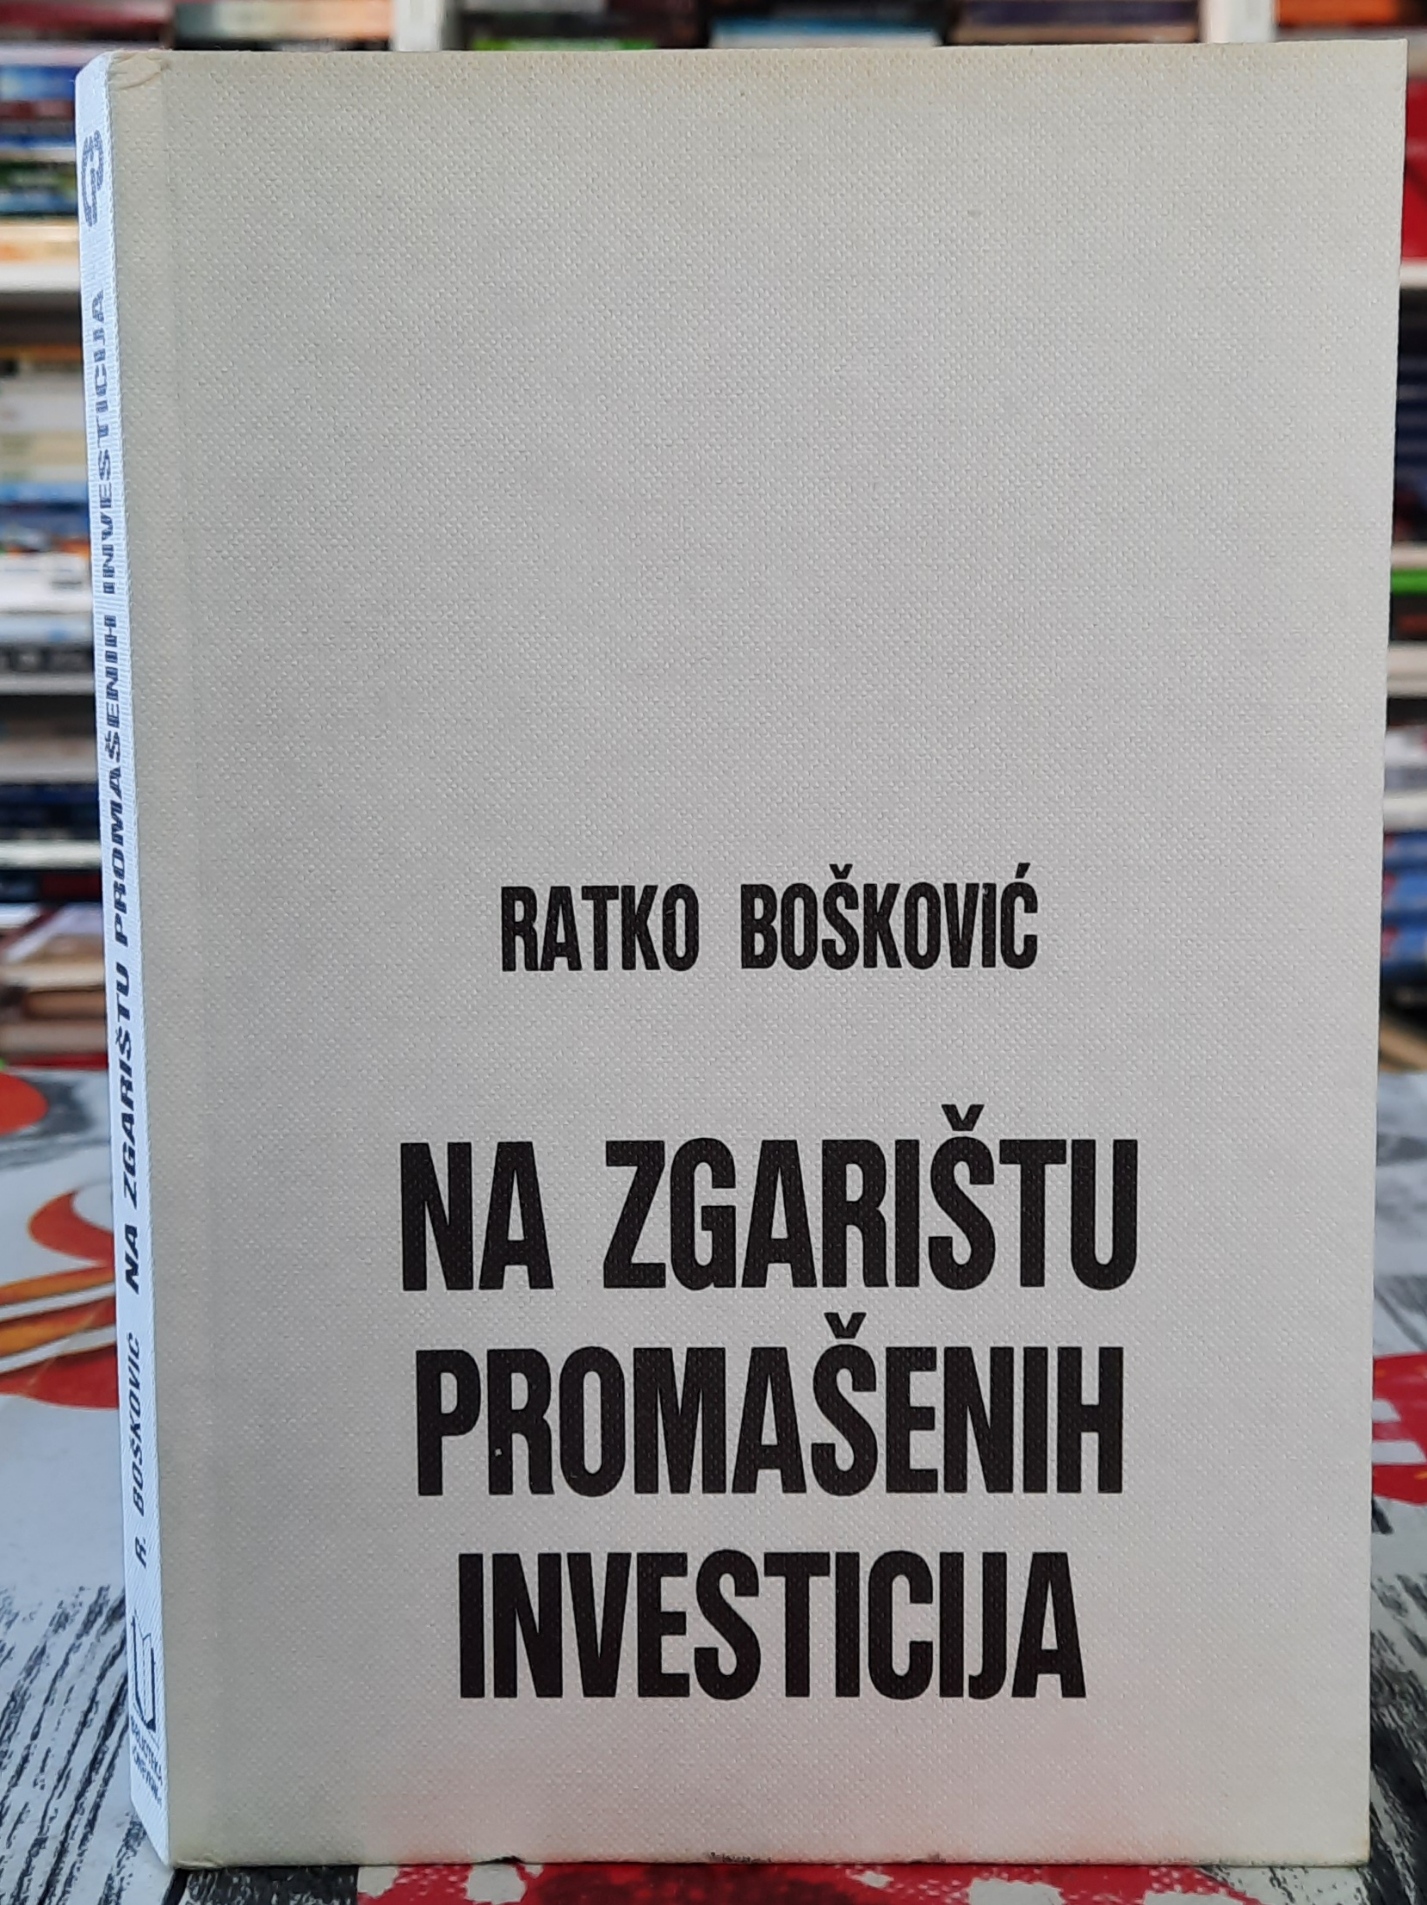 RATKO BOŠKOVIĆ
NA ZGARIŠTU
PROMAŠENIH
INVESTICIJA
R. BOŠKOVIĆ NA ZGARIŠTU PROMAŠENIH INVESTICIJA